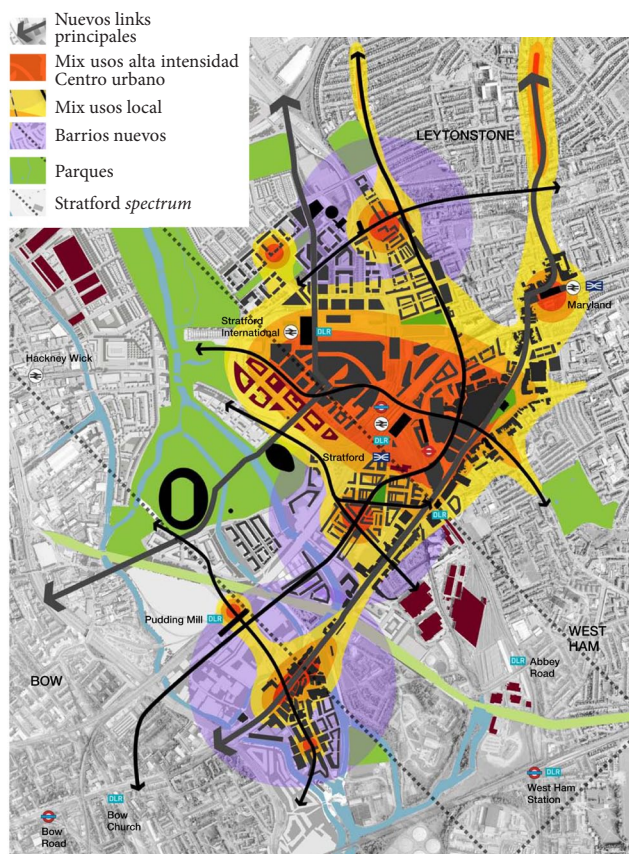 Nuevos links
principales
Mix usos alta intensidad
Centro urbano
Mix usos local
Barrios nuevos
Parques
Stratford spectrum
LEYTONSTONE
Maryland
Stratford
International
DLR
Hackney Wick
DLR
Stratford
DLR
Pudding Mill DLR
WEST
HAM
BOW
DLR Abbey
Road
DLR
West Ham
Station
DLR
Bow
Church
Bow
Road